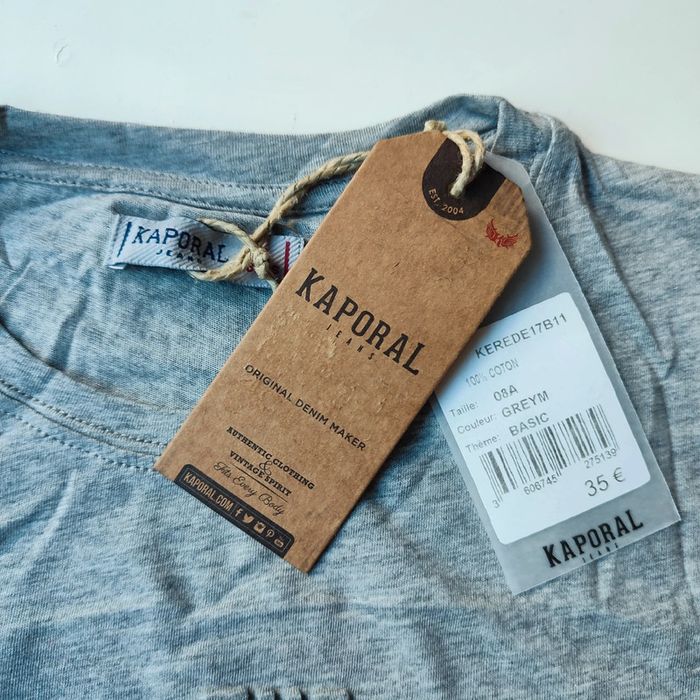 KAPORAL
JEANS
EST. 2004
KAPORAL
JEANS
ORIGINAL DENIM MAKER
AUTHENTIC CLOTHING
&
VINTAGE SPIRIT
Fits Every Body
KAPORAL.COM
KEREDE17B11
100% COTON
Taille: 08A
Couleur: GREYM
Thème: BASIC
3 606745 275139
35 €
KAPORAL
JEANS